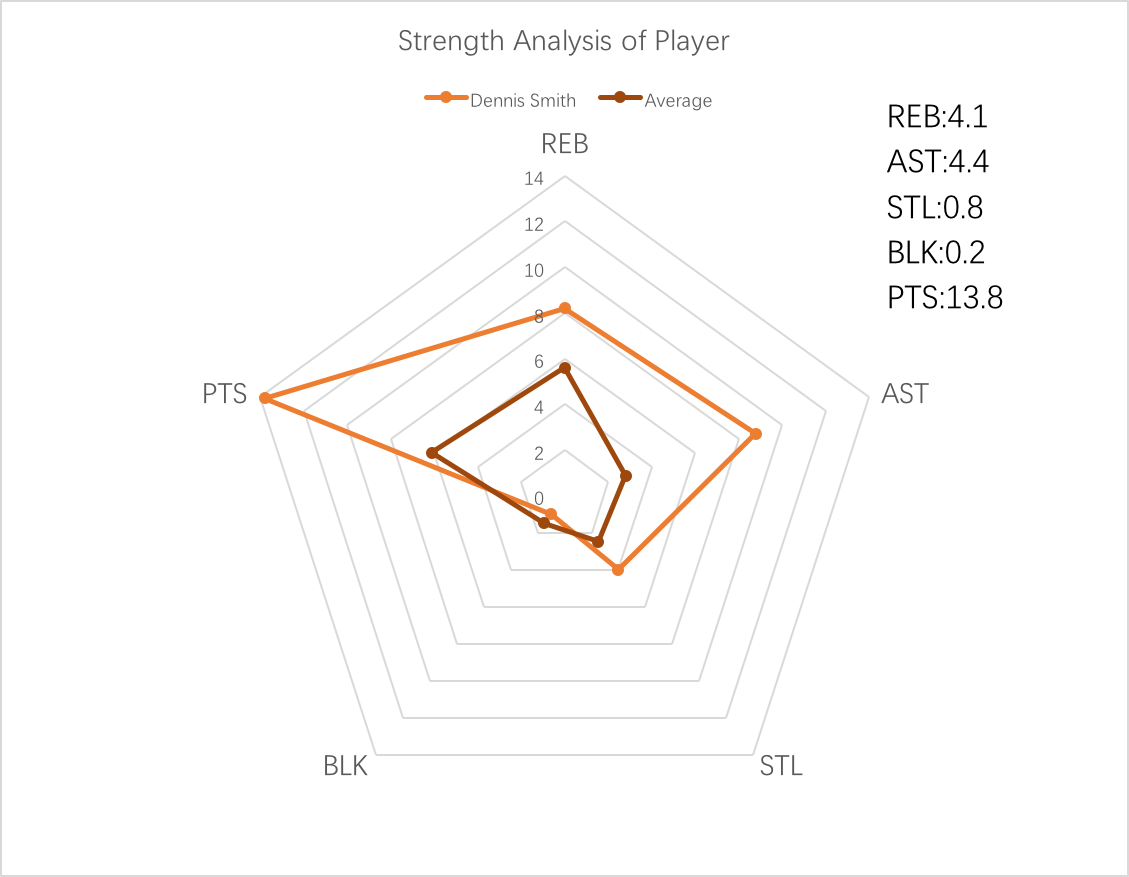 Strength Analysis of Player
Dennis Smith Average
REB:4.1
AST:4.4
STL:0.8
BLK:0.2
PTS:13.8
REB
14
12
10
8
6
4
2
0
PTS
AST
BLK
STL